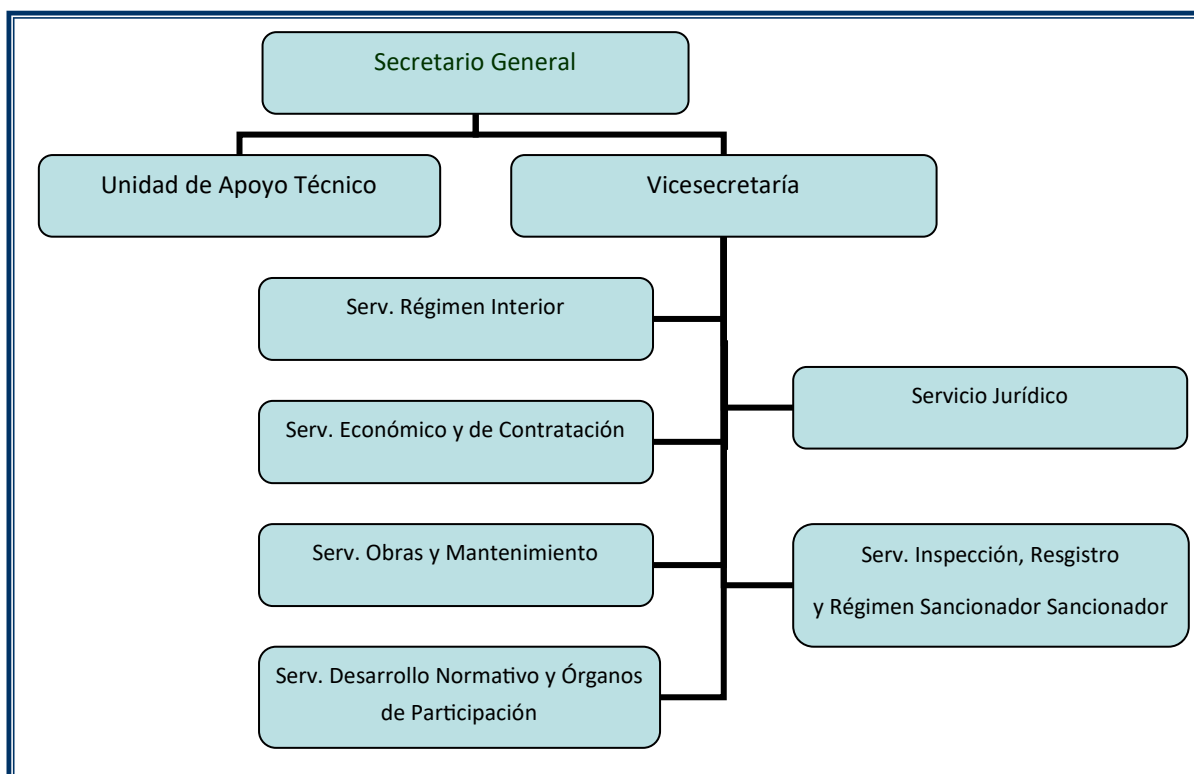 Secretario General
Unidad de Apoyo Técnico
Vicesecretaría
Serv. Régimen Interior
Servicio Jurídico
Serv. Económico y de Contratación
Serv. Obras y Mantenimiento
Serv. Inspección, Resgistro
y Régimen Sancionador Sancionador
Serv. Desarrollo Normativo y Órganos
de Participación